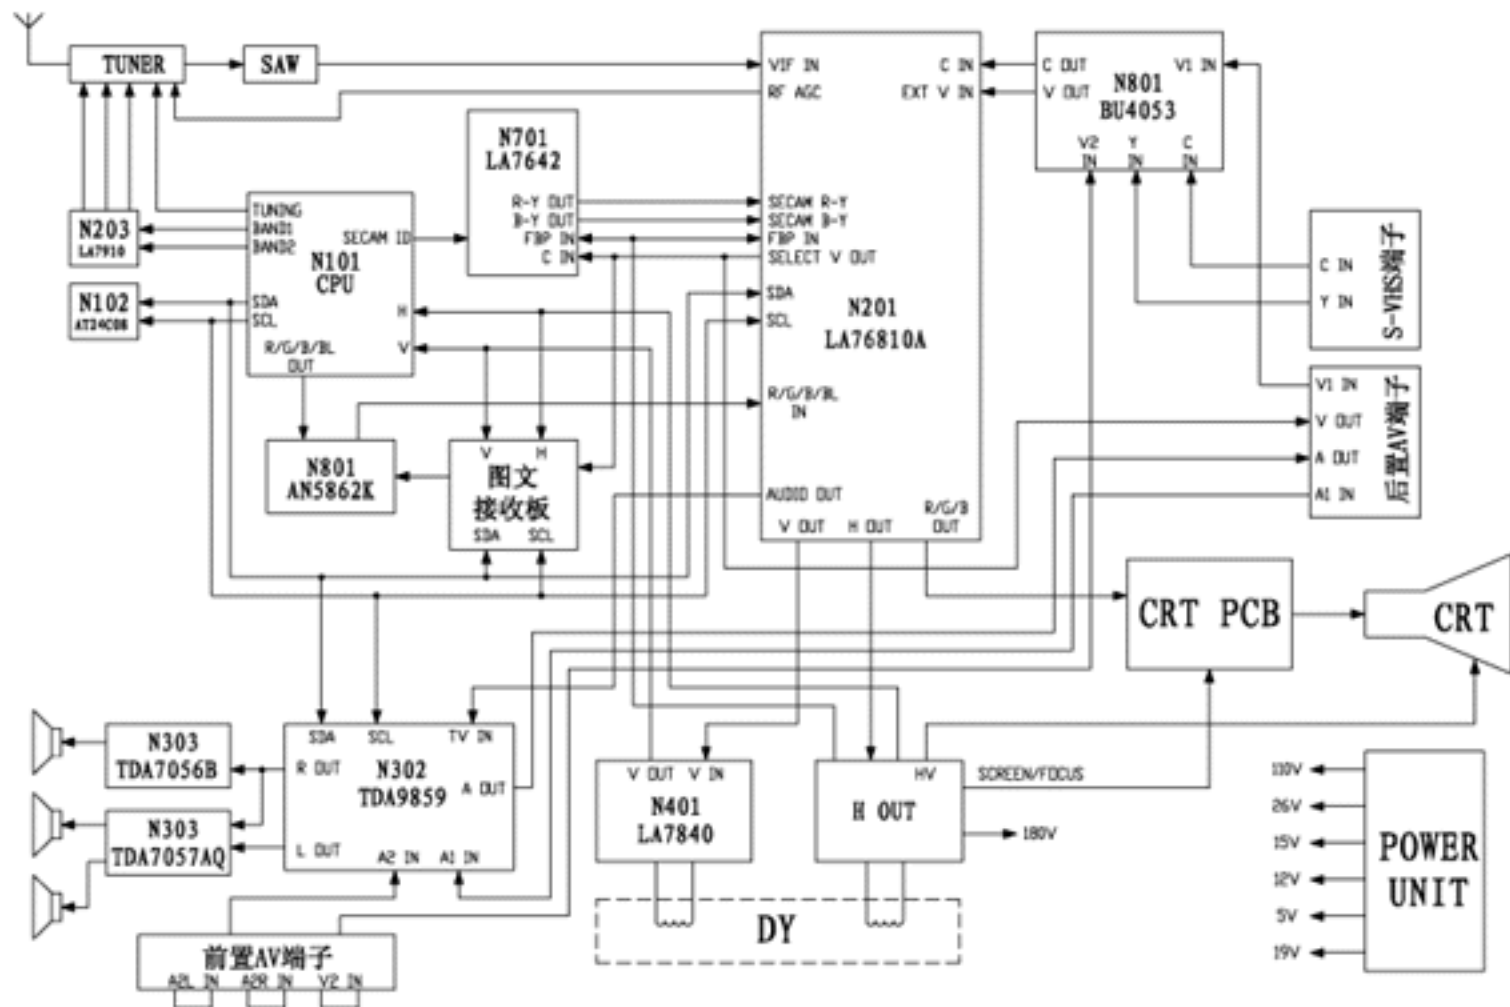 TUNER
SAW
VIF IN
RF AGC
C IN
EXT V IN
C OUT
V OUT
V1 IN
N801
BU4053
V2 IN
Y IN
C IN
N701
LA7642
R-Y OUT
B-Y OUT
FBP IN
C IN
SECAM R-Y
SECAM B-Y
FBP IN
SELECT V OUT
SDA
SCL
N201
LA76810A
R/G/B/BL
IN
AUDIO OUT
V OUT
H OUT
R/G/B
OUT
N203
LA7910
TUNING
BAND1
BAND2
SECAM ID
N101
CPU
H
V
SDA
SCL
R/G/B/BL
OUT
N102
AT24C08
C IN
Y IN
S-VHS端子
V1 IN
V OUT
A OUT
A1 IN
后置AV端子
N801
AN5862K
V
H
图文
接收板
SDA
SCL
CRT PCB
CRT
N303
TDA7056B
N303
TDA7057AQ
SDA
SCL
TV IN
R OUT
N302
TDA9859
A OUT
L OUT
A2 IN
A1 IN
V OUT
V IN
N401
LA7840
HV
H OUT
SCREEN/FOCUS
180V
DY
110V
26V
15V
12V
5V
19V
POWER
UNIT
前置AV端子
A2L IN
A2R IN
V2 IN